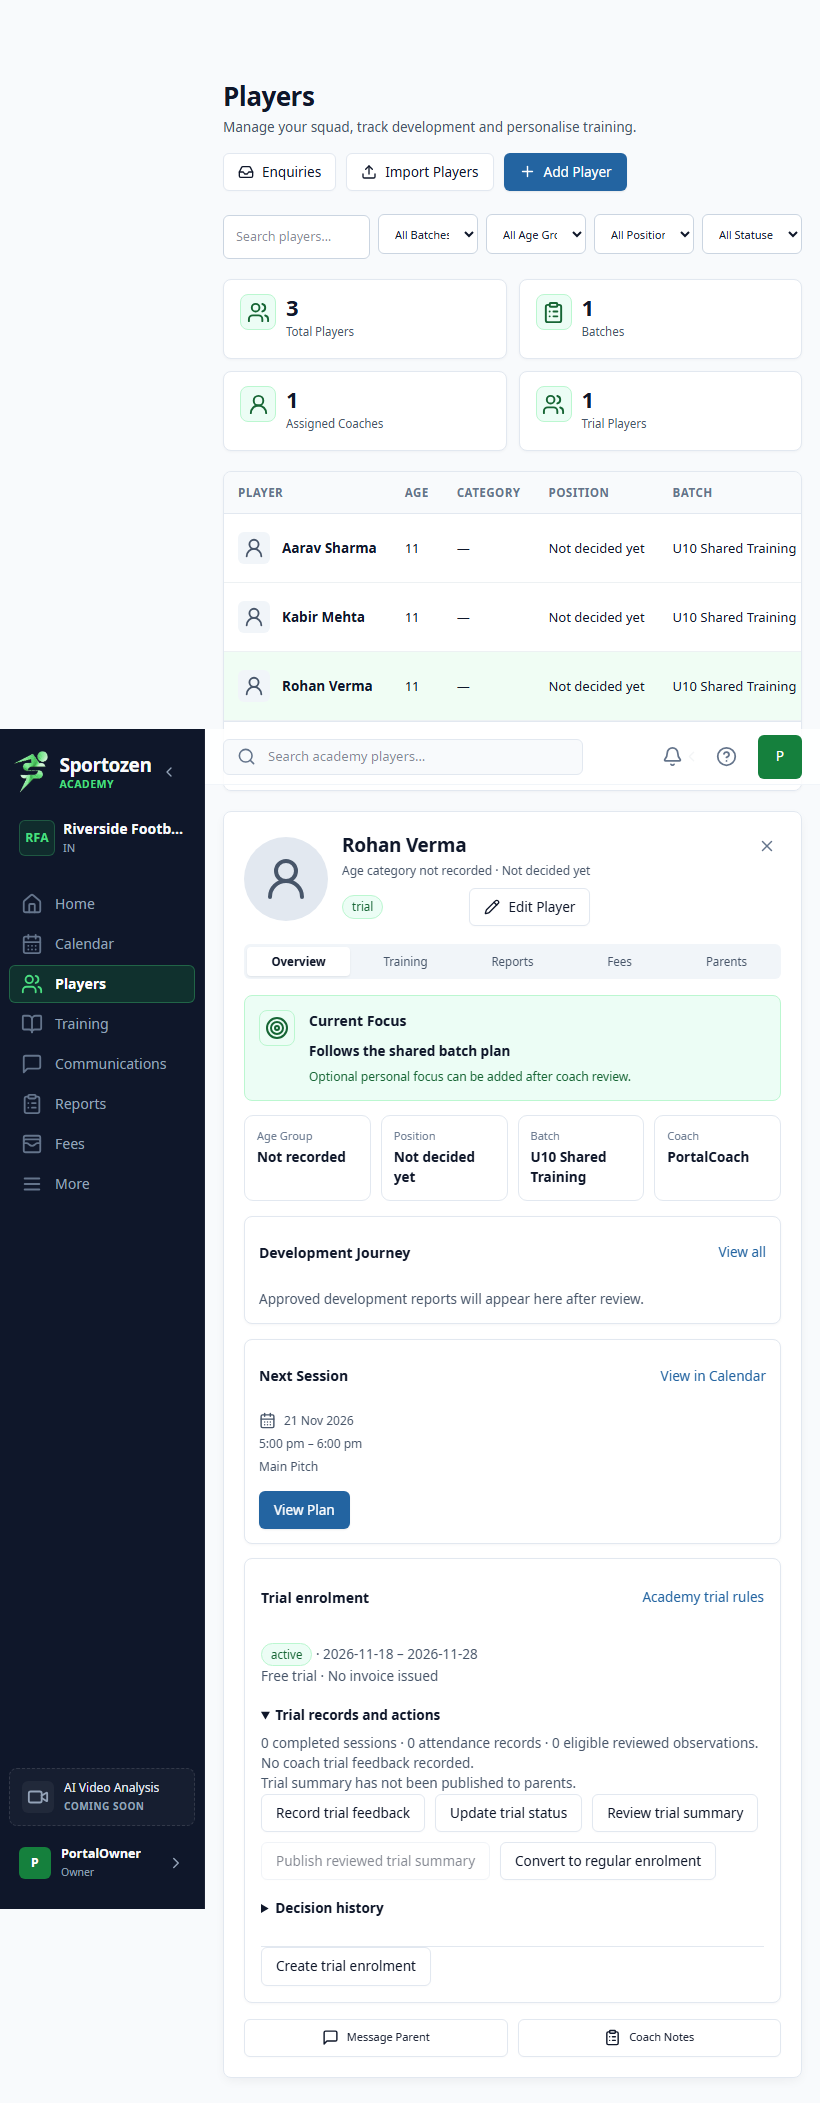 Players
Manage your squad, track development and personalise training.
Enquiries
Import Players
Add Player
Search players...
All Batches
All Age Gr
All Position
All Statuse
3
Total Players
1
Batches
1
Assigned Coaches
1
Trial Players
PLAYER AGE CATEGORY POSITION BATCH
Aarav Sharma 11 — Not decided yet U10 Shared Training
Kabir Mehta 11 — Not decided yet U10 Shared Training
Rohan Verma 11 — Not decided yet U10 Shared Training
Sportozen
ACADEMY
Search academy players...
P
RFA
Riverside Footb...
IN
Home
Calendar
Players
Training
Communications
Reports
Fees
More
AI Video Analysis
COMING SOON
P
PortalOwner
Owner
Rohan Verma
Age category not recorded · Not decided yet
trial
Edit Player
Overview Training Reports Fees Parents
Current Focus
Follows the shared batch plan
Optional personal focus can be added after coach review.
Age Group
Not recorded
Position
Not decided
yet
Batch
U10 Shared
Training
Coach
PortalCoach
Development Journey
View all
Approved development reports will appear here after review.
Next Session
View in Calendar
21 Nov 2026
5:00 pm – 6:00 pm
Main Pitch
View Plan
Trial enrolment
Academy trial rules
active · 2026-11-18 – 2026-11-28
Free trial · No invoice issued
Trial records and actions
0 completed sessions · 0 attendance records · 0 eligible reviewed observations.
No coach trial feedback recorded.
Trial summary has not been published to parents.
Record trial feedback
Update trial status
Review trial summary
Publish reviewed trial summary
Convert to regular enrolment
Decision history
Create trial enrolment
Message Parent
Coach Notes